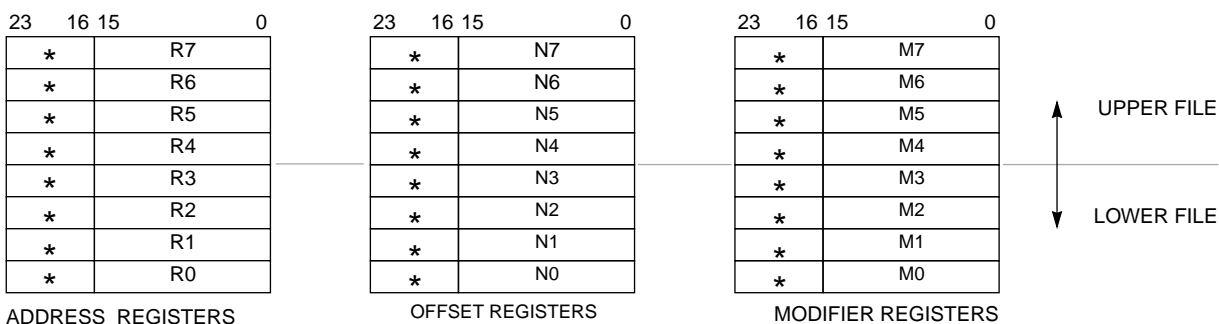 23 16 15 0 23 16 15 0 23 16 15 0
* R7 * N7 * M7
* R6 * N6 * M6
* R5 * N5 * M5 UPPER FILE
* R4 * N4 * M4
* R3 * N3 * M3
* R2 * N2 * M2 LOWER FILE
* R1 * N1 * M1
* R0 * N0 * M0
ADDRESS REGISTERS OFFSET REGISTERS MODIFIER REGISTERS